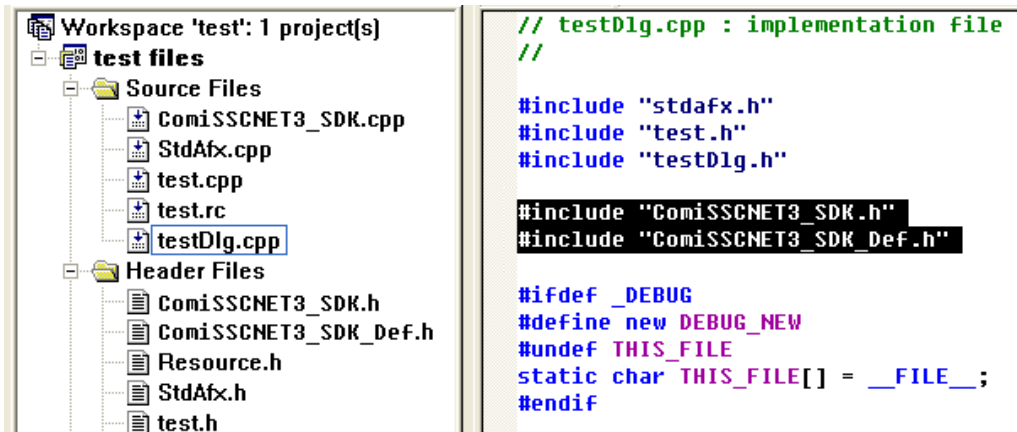 Workspace 'test': 1 project(s)
test files
Source Files
ComiSSCNET3_SDK.cpp
StdAfx.cpp
test.cpp
test.rc
testDlg.cpp
Header Files
ComiSSCNET3_SDK.h
ComiSSCNET3_SDK_Def.h
Resource.h
StdAfx.h
test.h
// testDlg.cpp : implementation file
//
#include "stdafx.h"
#include "test.h"
#include "testDlg.h"
#include "ComiSSCNET3_SDK.h"
#include "ComiSSCNET3_SDK_Def.h"
#ifdef _DEBUG
#define new DEBUG_NEW
#undef THIS_FILE
static char THIS_FILE[] = __FILE__;
#endif